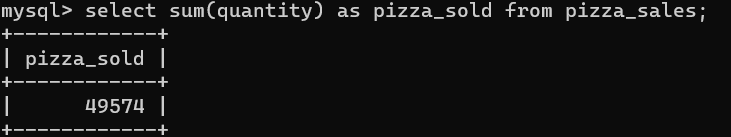 mysql> select sum(quantity) as pizza_sold from pizza_sales;
+------------+
| pizza_sold |
+------------+
|      49574 |
+------------+